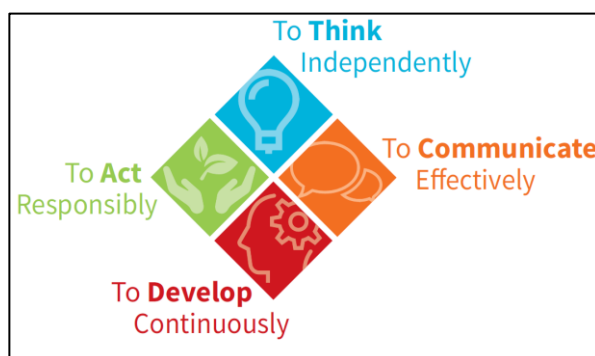 To Think
Independently
To Communicate
Effectively
To Act
Responsibly
To Develop
Continuously